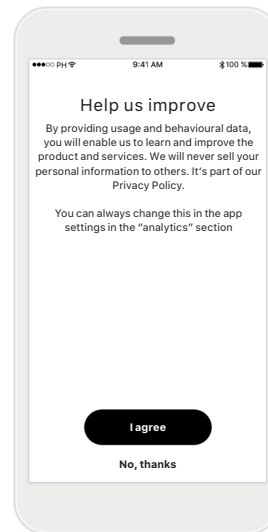 PH 9:41 AM 100 %
Help us improve
By providing usage and behavioural data,
you will enable us to learn and improve the
product and services. We will never sell your
personal information to others. It’s part of our
Privacy Policy.
You can always change this in the app
settings in the “analytics” section
I agree
No, thanks